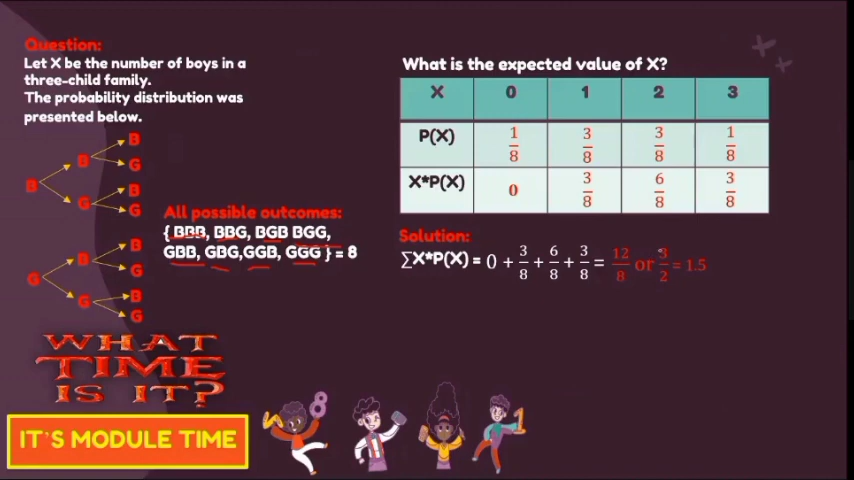 Question:
Let X be the number of boys in a
three-child family.
The probability distribution was
presented below.
B
B
G
B
B
G
G
B
B
G
B
G
G
B
G
All possible outcomes:
{ BBB, BBG, BGB BGG,
GBB, GBG,GGB, GGG } = 8
What is the expected value of X?
X 0 1 2 3
P(X) 1/8 3/8 3/8 1/8
X*P(X) 0 3/8 6/8 3/8
Solution:
∑X*P(X) = 0 + 3/8 + 6/8 + 3/8 = 12/8 or 3/2 = 1.5
WHAT
TIME
IS IT?
IT'S MODULE TIME
8
1